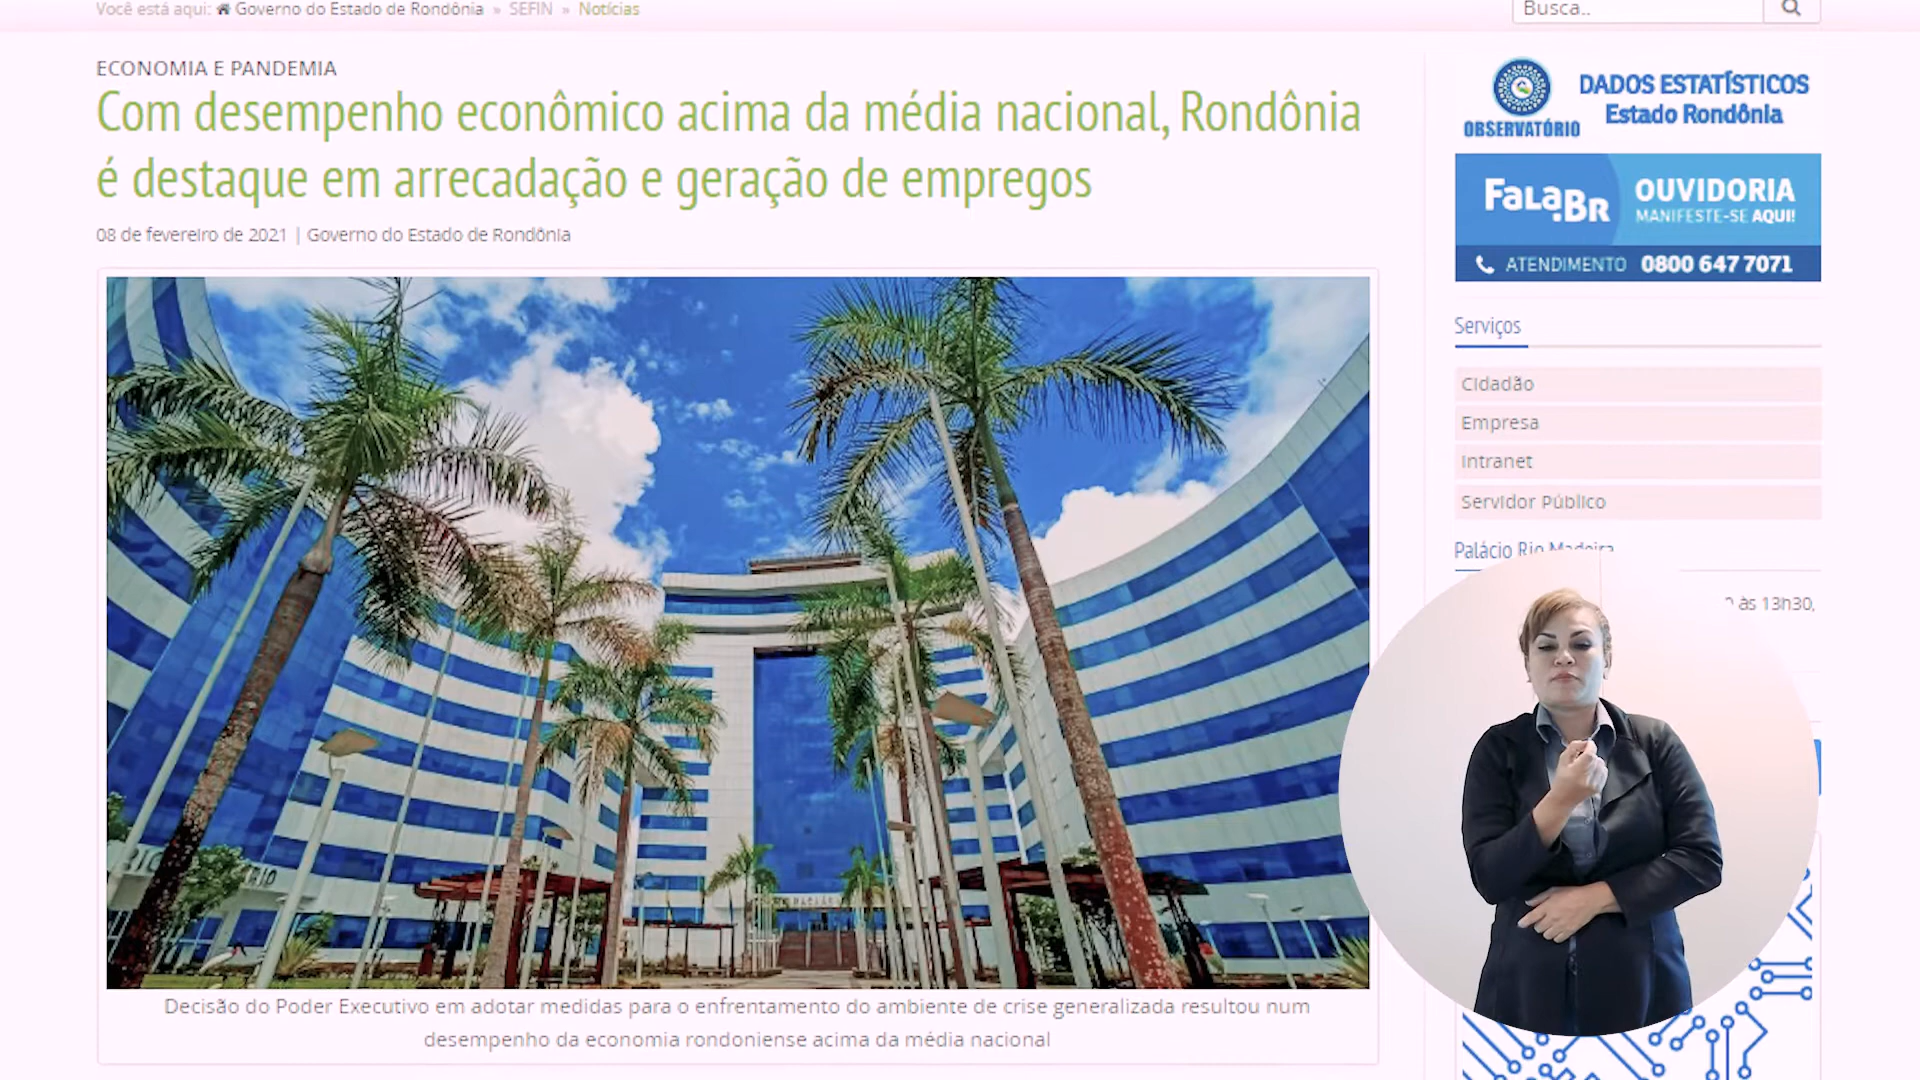 Você está aqui: Governo do Estado de Rondônia » SEFIN » Notícias
Busca..
ECONOMIA E PANDEMIA
Com desempenho econômico acima da média nacional, Rondônia
é destaque em arrecadação e geração de empregos
08 de fevereiro de 2021 | Governo do Estado de Rondônia
Decisão do Poder Executivo em adotar medidas para o enfrentamento do ambiente de crise generalizada resultou num
desempenho da economia rondoniense acima da média nacional
OBSERVATÓRIO
DADOS ESTATÍSTICOS
Estado Rondônia
FALA.BR
OUVIDORIA
MANIFESTE-SE AQUI!
ATENDIMENTO 0800 647 7071
Serviços
Cidadão
Empresa
Intranet
Servidor Público
Palácio Rio Madeira
às 13h30,